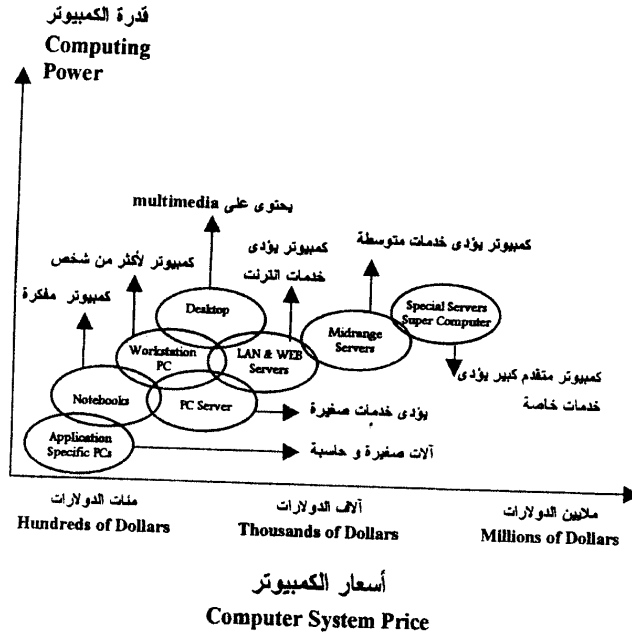 قدرة الكمبيوتر
Computing
Power
يحتوى على multimedia
كمبيوتر لأكثر من شخص
كمبيوتر يؤدى
خدمات انترنت
كمبيوتر يؤدى خدمات متوسطة
كمبيوتر مفكرة
Desktop
Special Servers
Super Computer
Midrange
Servers
Workstation
PC
LAN & WEB
Servers
كمبيوتر متقدم كبير يؤدى
خدمات خاصة
Notebooks
PC Server
يؤدى خدمات صغيرة
Application
Specific PCs
آلات صغيرة و حاسبة
مئات الدولارات
Hundreds of Dollars
آلاف الدولارات
Thousands of Dollars
ملايين الدولارات
Millions of Dollars
أسعار الكمبيوتر
Computer System Price